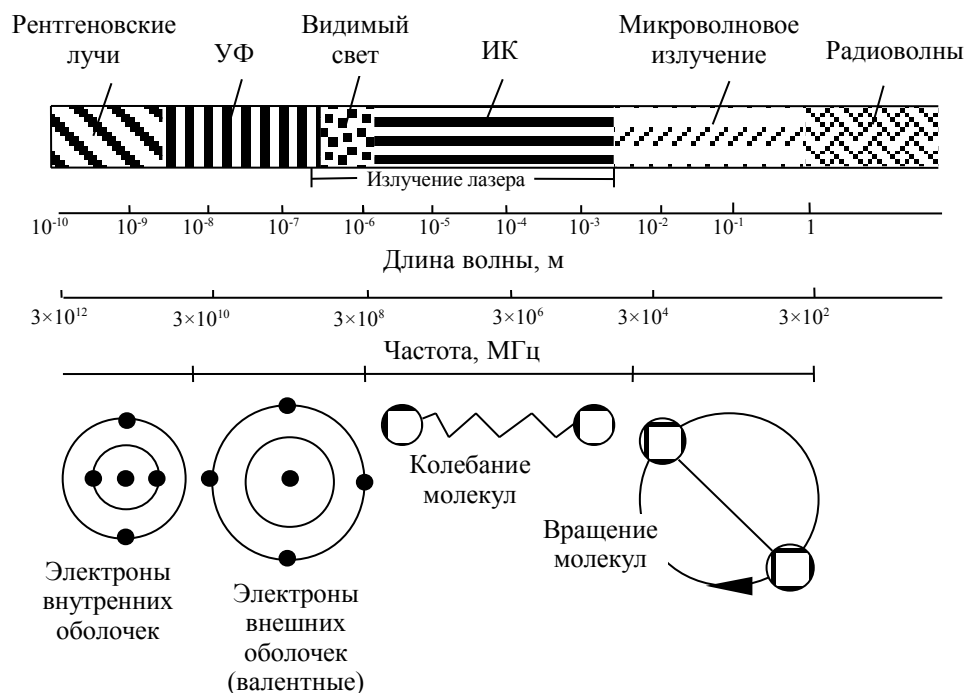 Рентгеновские
лучи
УФ
Видимый
свет
ИК
Микроволновое
излучение
Радиоволны
Излучение лазера
10⁻¹⁰ 10⁻⁹ 10⁻⁸ 10⁻⁷ 10⁻⁶ 10⁻⁵ 10⁻⁴ 10⁻³ 10⁻² 10⁻¹ 1
Длина волны, м
3×10¹² 3×10¹⁰ 3×10⁸ 3×10⁶ 3×10⁴ 3×10²
Частота, МГц
Электроны
внутренних
оболочек
Электроны
внешних
оболочек
(валентные)
Колебание
молекул
Вращение
молекул